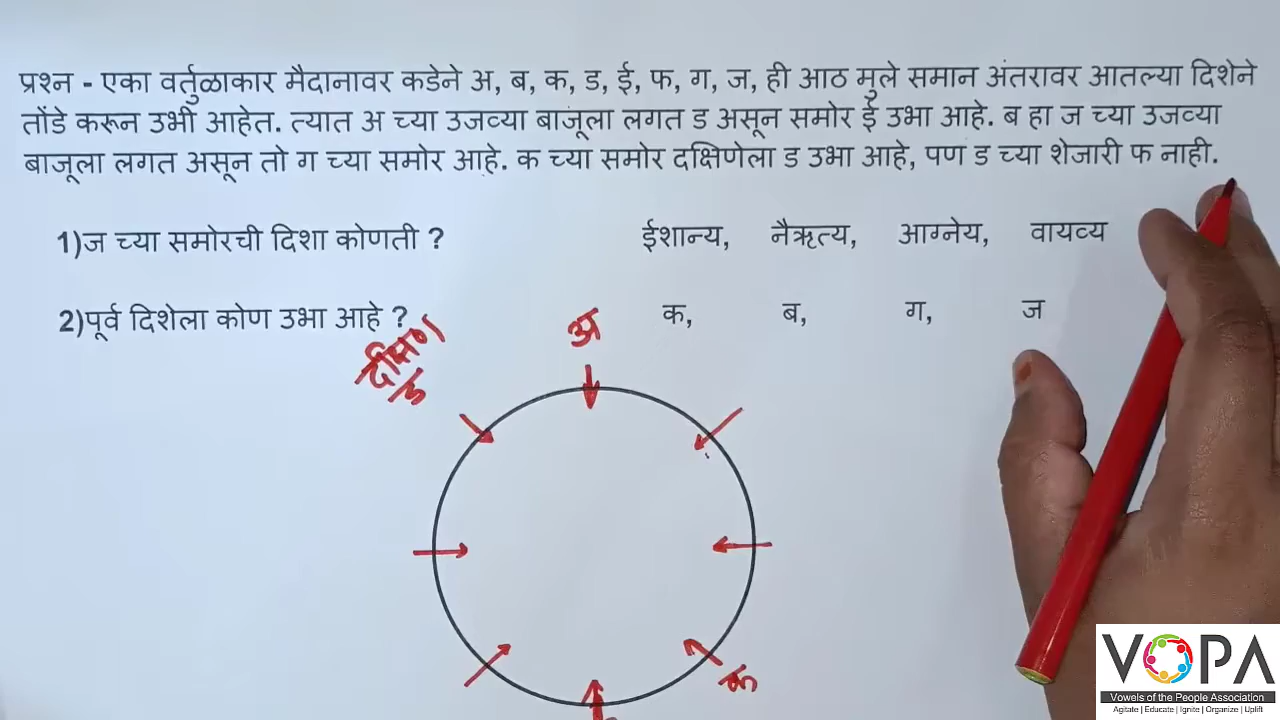 प्रश्न - एका वर्तुळाकार मैदानावर कडेने अ, ब, क, ड, ई, फ, ग, ज, ही आठ मुले समान अंतरावर आतल्या दिशेने
तोंडे करून उभी आहेत. त्यात अ च्या उजव्या बाजूला लगत ड असून समोर ई उभा आहे. ब हा ज च्या उजव्या
बाजूला लगत असून तो ग च्या समोर आहे. क च्या समोर दक्षिणेला ड उभा आहे, पण ड च्या शेजारी फ नाही.
1)ज च्या समोरची दिशा कोणती ? ईशान्य, नैऋत्य, आग्नेय, वायव्य
2)पूर्व दिशेला कोण उभा आहे ? क, ब, ग, ज
दक्षिण
ड
अ
क
VOPA
Vowels of the People Association
Agitate | Educate | Ignite | Organize | Uplift